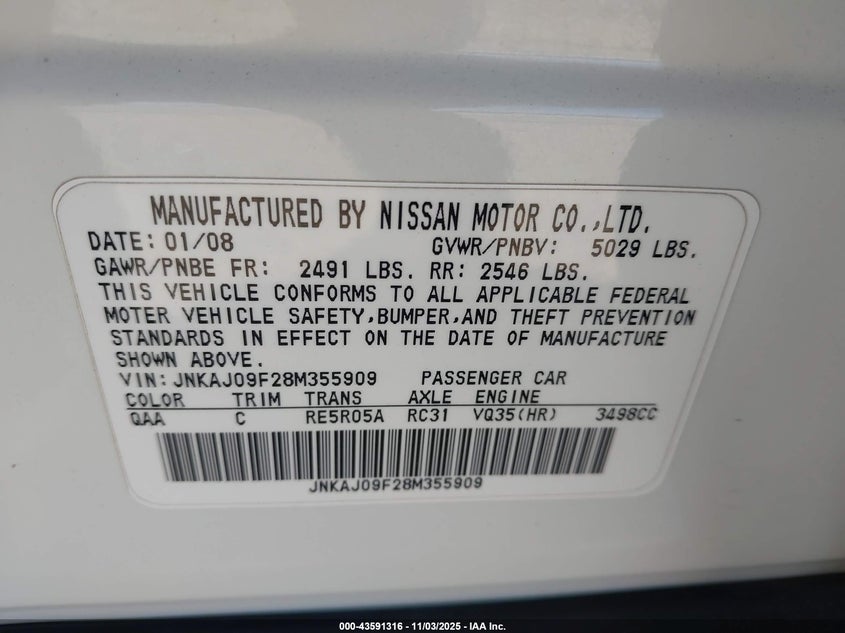 MANUFACTURED BY NISSAN MOTOR CO.,LTD.
DATE: 01/08 GVWR/PNBV: 5029 LBS.
GAWR/PNBE FR: 2491 LBS. RR: 2546 LBS.
THIS VEHICLE CONFORMS TO ALL APPLICABLE FEDERAL
MOTER VEHICLE SAFETY,BUMPER,AND THEFT PREVENTION
STANDARDS IN EFFECT ON THE DATE OF MANUFACTURE
SHOWN ABOVE.
VIN: JNKAJ09F28M355909 PASSENGER CAR
COLOR TRIM TRANS AXLE ENGINE
QAA C RE5R05A RC31 VQ35(HR) 3498CC
JNKAJ09F28M355909
000-43591316 - 11/03/2025 - IAA Inc.